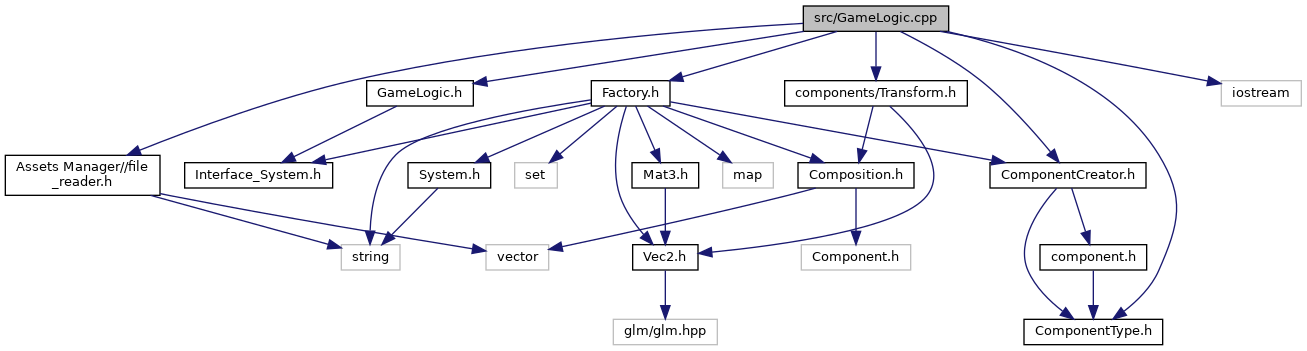 src/GameLogic.cpp
GameLogic.h
Factory.h
components/Transform.h
iostream
Assets Manager//file
_reader.h
Interface_System.h
System.h
set
Mat3.h
map
Composition.h
ComponentCreator.h
string
vector
Vec2.h
Component.h
component.h
glm/glm.hpp
ComponentType.h